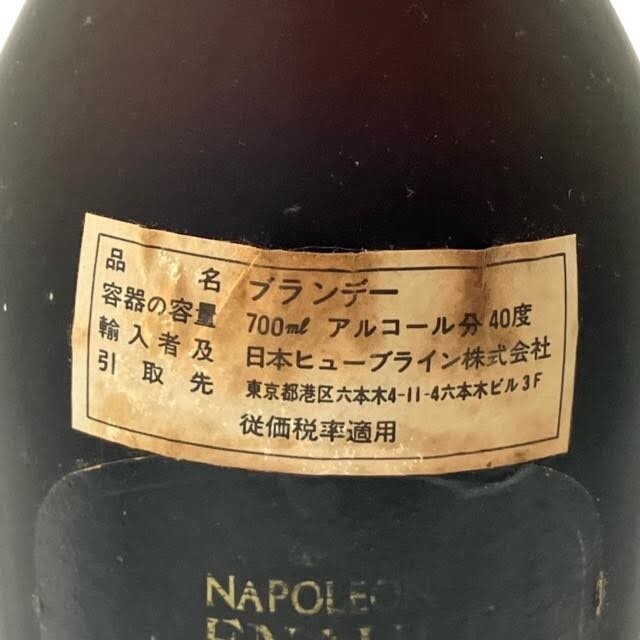 品名 ブランデー
容器の容量 700ml アルコール分 40度
輸入者及 日本ヒューブライン株式会社
引取先 東京都港区六本木4-11-4六本木ビル3F
従価税率適用
NAPOLEON